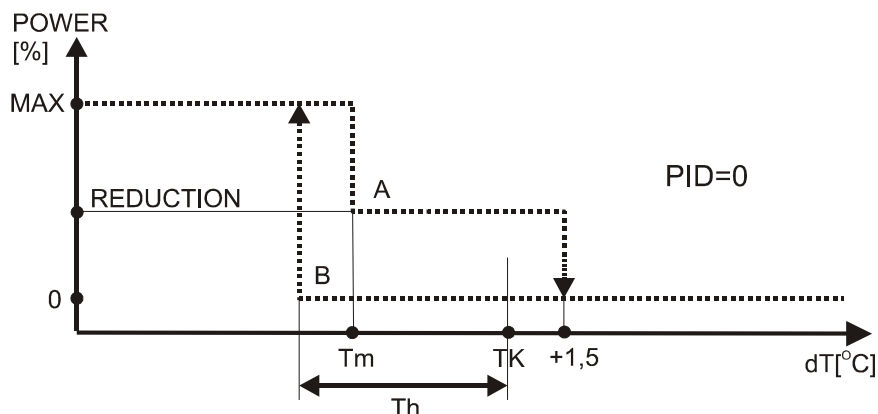 POWER
[%]
MAX
A
PID=0
REDUCTION
B
0
Tm
TK
+1,5
dT[°C]
Th